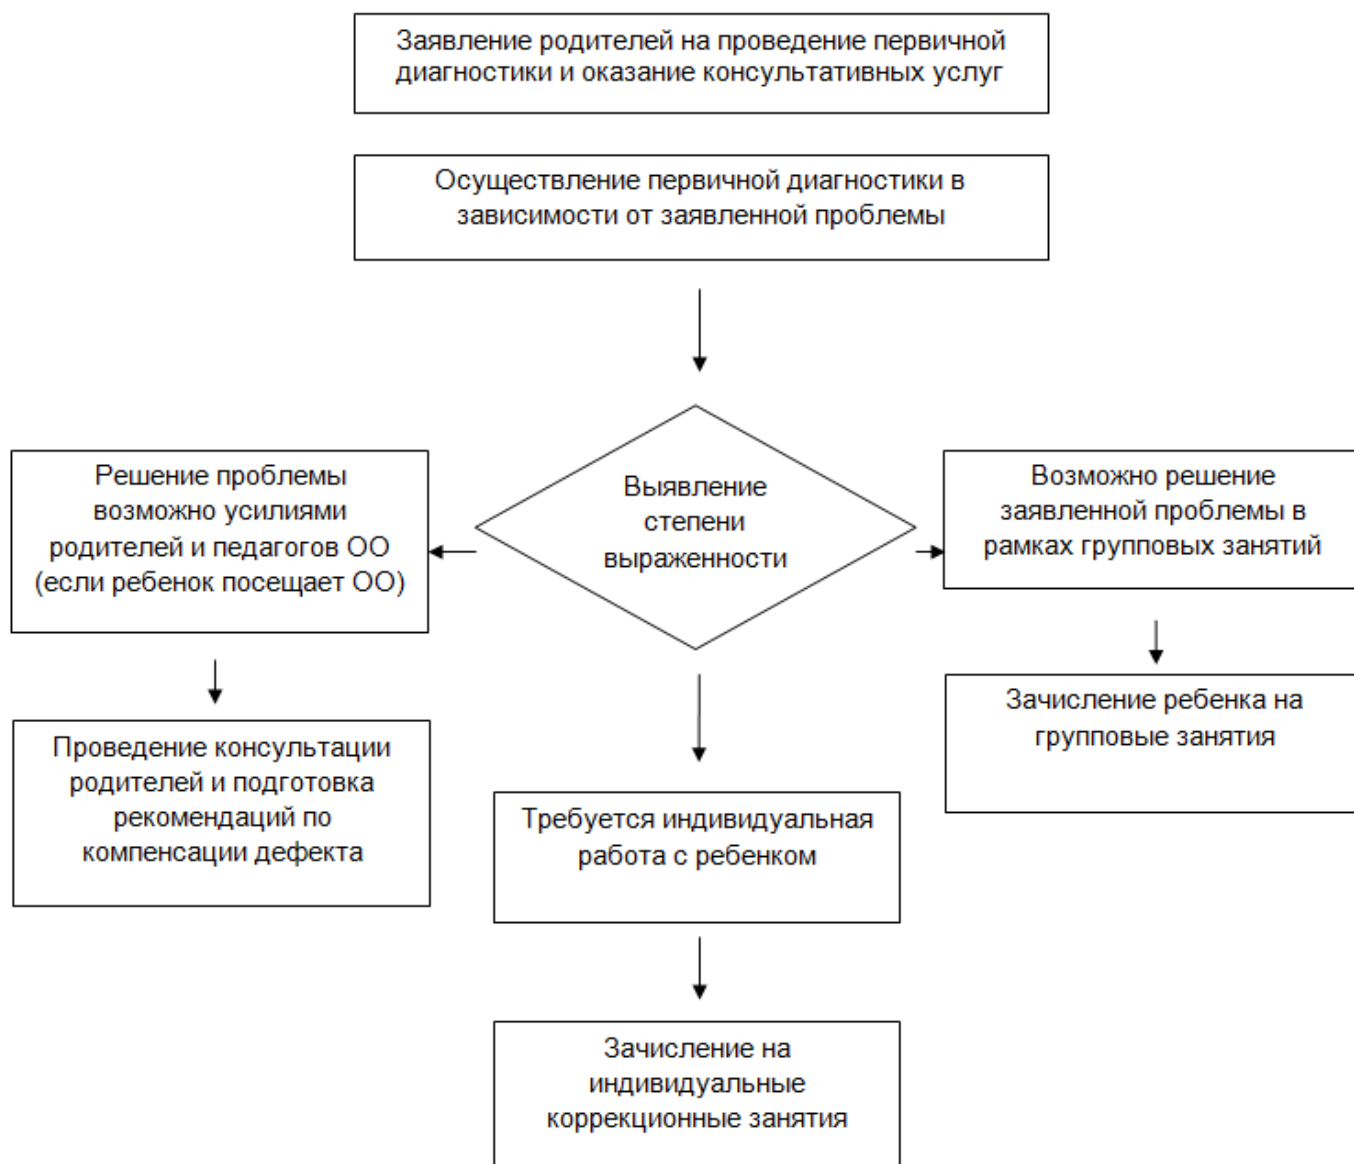 Заявление родителей на проведение первичной
диагностики и оказание консультативных услуг
Осуществление первичной диагностики в
зависимости от заявленной проблемы
Решение проблемы
возможно усилиями
родителей и педагогов ОО
(если ребенок посещает ОО)
Выявление
степени
выраженности
Возможно решение
заявленной проблемы в
рамках групповых занятий
Проведение консультации
родителей и подготовка
рекомендаций по
компенсации дефекта
Требуется индивидуальная
работа с ребенком
Зачисление ребенка на
групповые занятия
Зачисление на
индивидуальные
коррекционные занятия